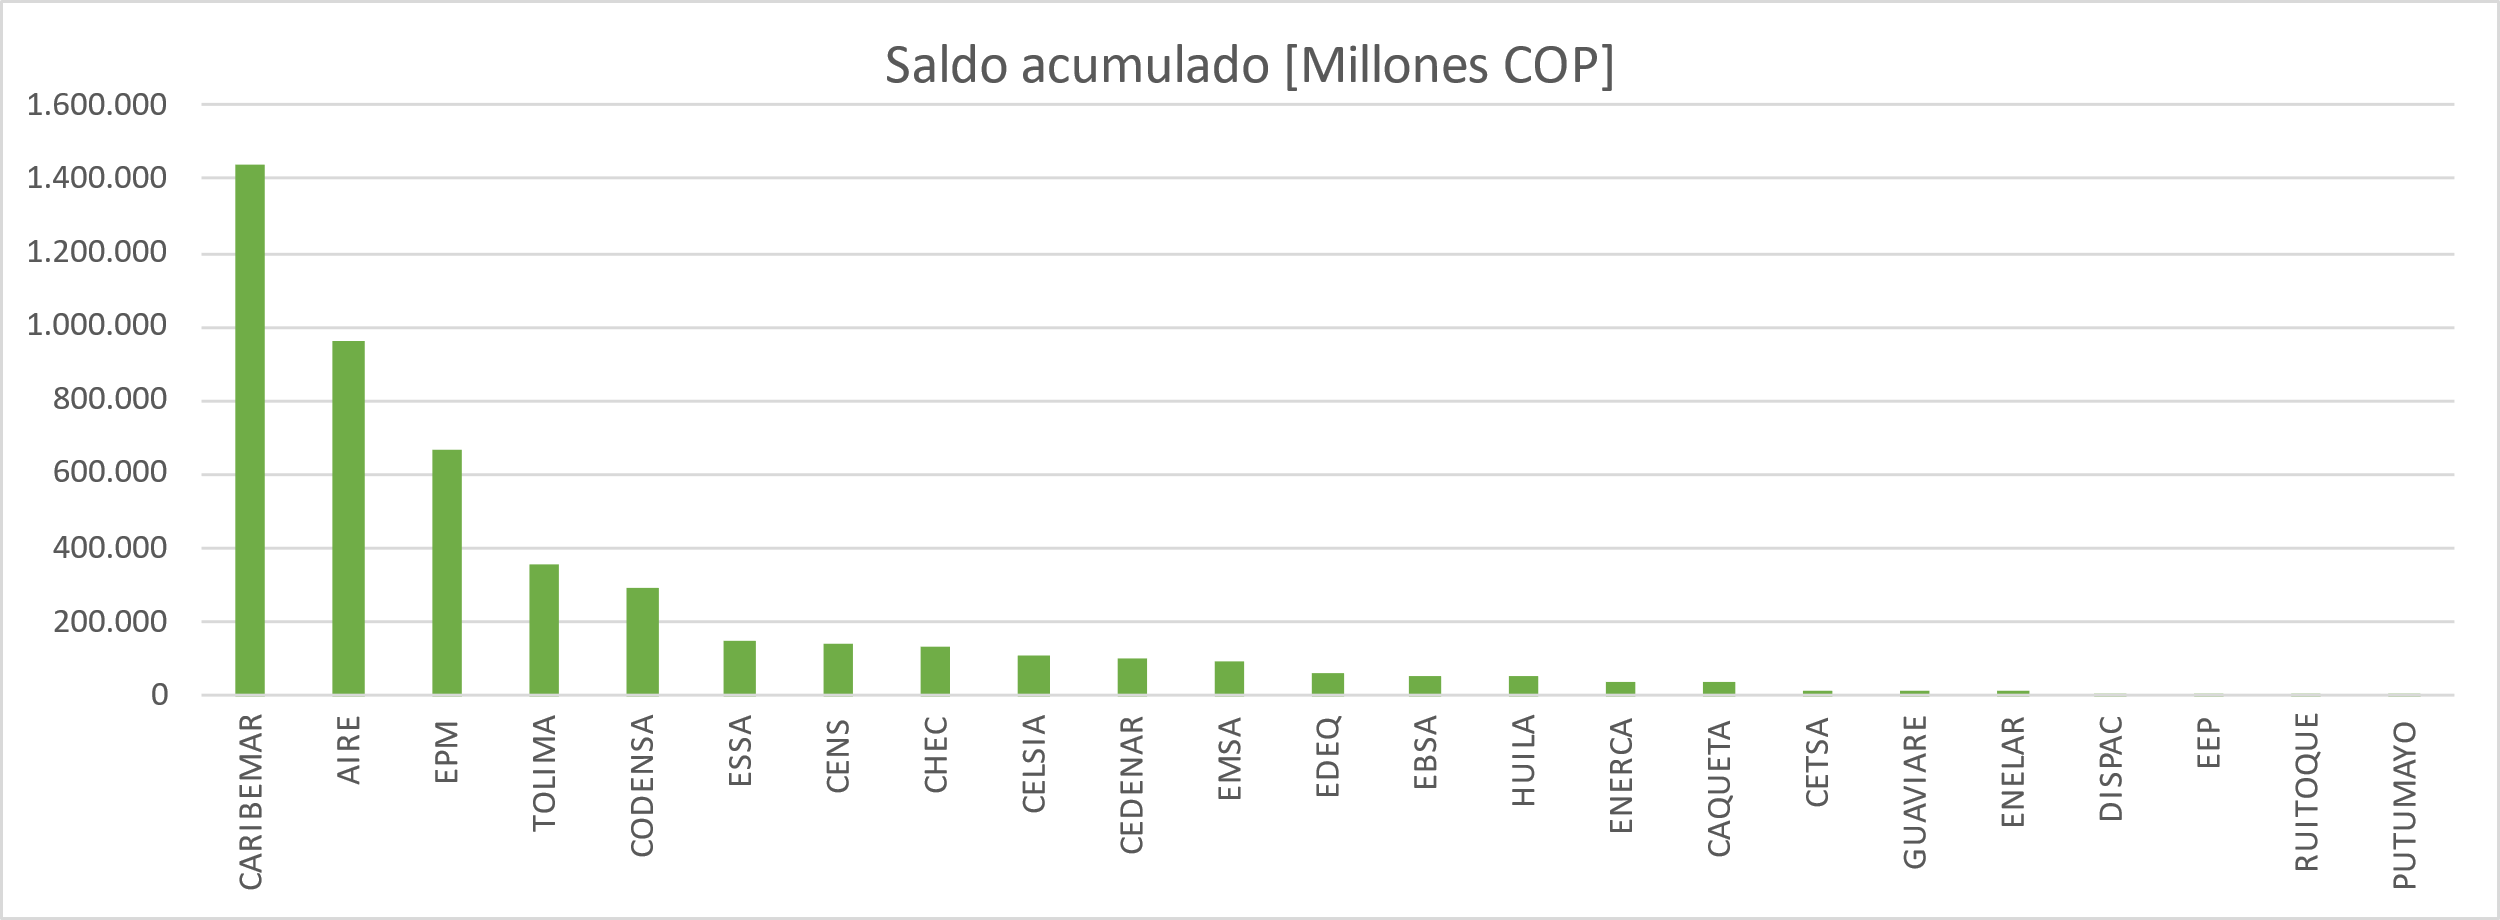 Saldo acumulado [Millones COP]
1.600.000
1.400.000
1.200.000
1.000.000
800.000
600.000
400.000
200.000
0
CARIBEMAR
AIRE
EPM
TOLIMA
CODENSA
ESSA
CENS
CHEC
CELSIA
CEDENAR
EMSA
EDEQ
EBSA
HUILA
ENERCA
CAQUETA
CETSA
GUAVIARE
ENELAR
DISPAC
EEP
RUITOQUE
PUTUMAYO